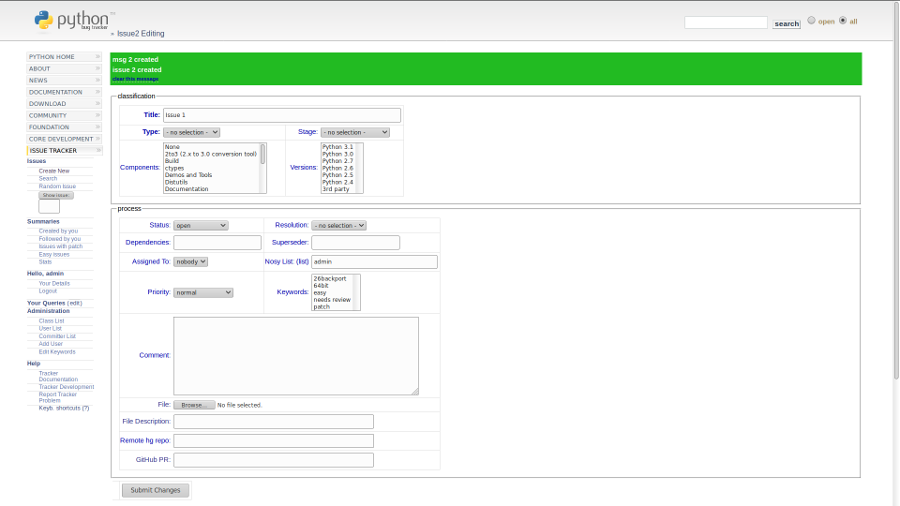 python
TM
bug tracker
search
open
all
» Issue2 Editing
PYTHON HOME »
ABOUT »
NEWS »
DOCUMENTATION »
DOWNLOAD »
COMMUNITY »
FOUNDATION »
CORE DEVELOPMENT »
ISSUE TRACKER
Issues
Create New
Search
Random Issue
Show issue:
Summaries
Created by you
Followed by you
Issues with patch
Easy issues
Stats
Hello, admin
Your Details
Logout
Your Queries (edit)
Administration
Class List
User List
Committer List
Add User
Edit Keywords
Help
Tracker
Documentation
Tracker Development
Report Tracker
Problem
Keyb. shortcuts (?)
msg 2 created
issue 2 created
clear this message
classification
Title: Issue 1
Type: - no selection -
Stage: - no selection -
Components:
None
2to3 (2.x to 3.0 conversion tool)
Build
ctypes
Demos and Tools
Distutils
Documentation
Versions:
Python 3.1
Python 3.0
Python 2.7
Python 2.6
Python 2.5
Python 2.4
3rd party
process
Status: open
Resolution: - no selection -
Dependencies:
Superseder:
Assigned To: nobody
Nosy List: (list) admin
Priority: normal
Keywords:
26backport
64bit
easy
needs review
patch
Comment:
File: Browse... No file selected.
File Description:
Remote hg repo:
GitHub PR:
Submit Changes